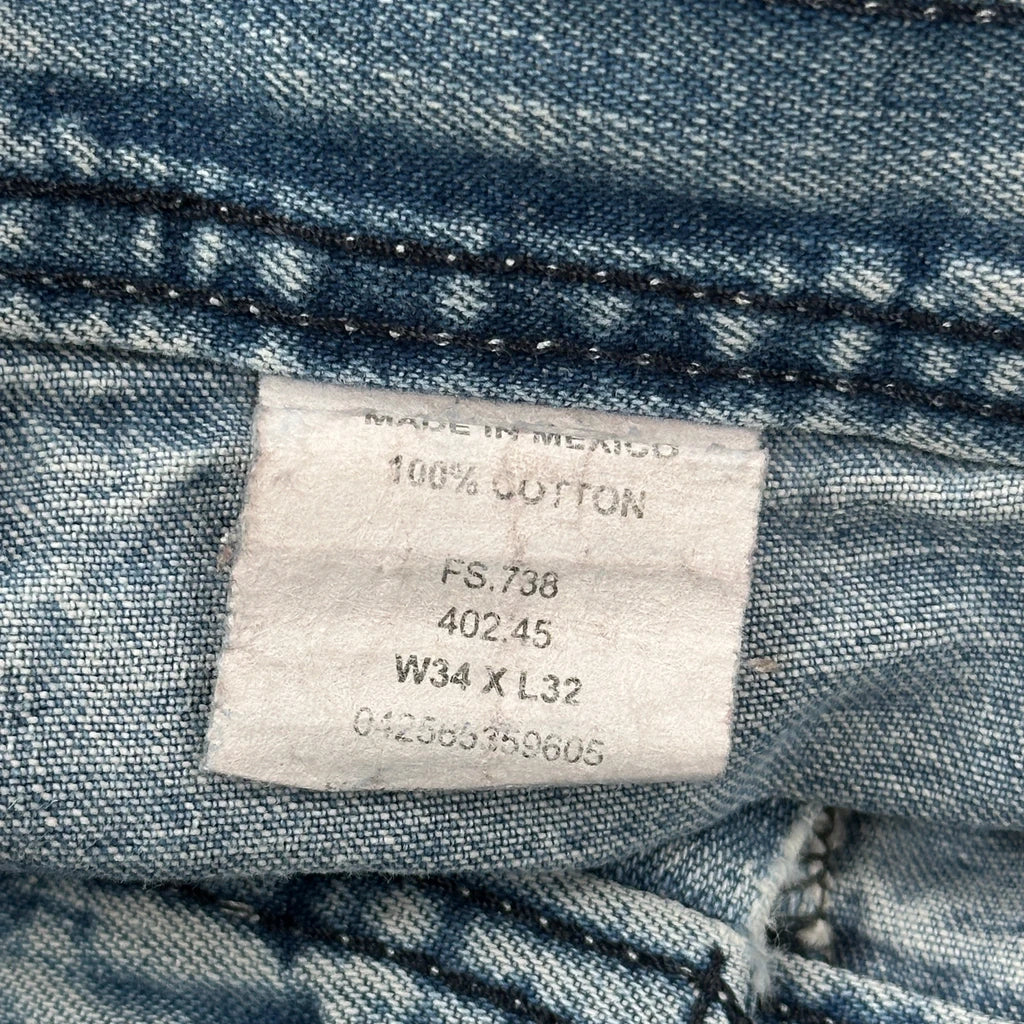 MADE IN MEXICO
100% COTTON
FS.738
402.45
W34 X L32
042565359605